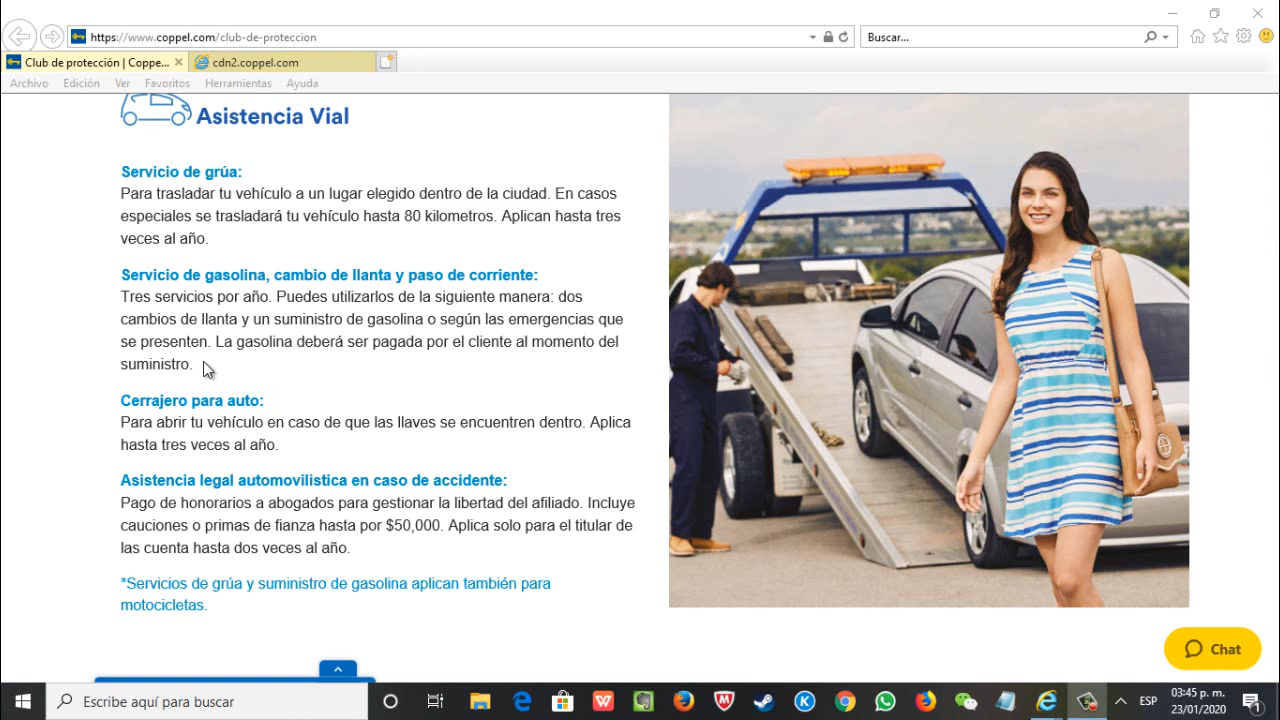 https://www.coppel.com/club-de-proteccion
Buscar...
Club de protección | Coppe...
cdn2.coppel.com
Archivo Edición Ver Favoritos Herramientas Ayuda
Asistencia Vial
Servicio de grúa:
Para trasladar tu vehículo a un lugar elegido dentro de la ciudad. En casos
especiales se trasladará tu vehículo hasta 80 kilometros. Aplican hasta tres
veces al año.
Servicio de gasolina, cambio de llanta y paso de corriente:
Tres servicios por año. Puedes utilizarlos de la siguiente manera: dos
cambios de llanta y un suministro de gasolina o según las emergencias que
se presenten. La gasolina deberá ser pagada por el cliente al momento del
suministro.
Cerrajero para auto:
Para abrir tu vehículo en caso de que las llaves se encuentren dentro. Aplica
hasta tres veces al año.
Asistencia legal automovilística en caso de accidente:
Pago de honorarios a abogados para gestionar la libertad del afiliado. Incluye
cauciones o primas de fianza hasta por $50,000. Aplica solo para el titular de
las cuenta hasta dos veces al año.
*Servicios de grúa y suministro de gasolina aplican también para
motocicletas.
Chat
Escribe aquí para buscar
ESP
03:45 p. m.
23/01/2020
1